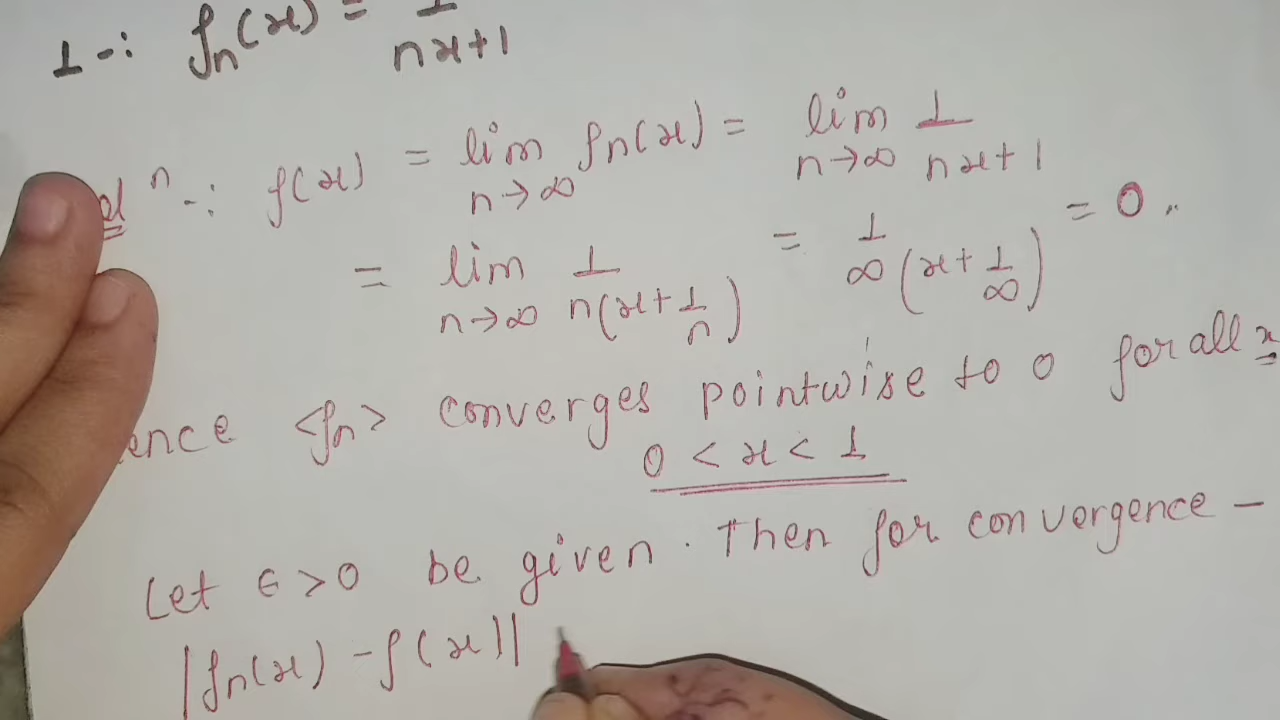 1 -: fn(x) = 1/(nx+1)
n -: f(x) = lim n→∞ fn(x) = lim n→∞ 1/(nx+1)
= lim n→∞ 1/(n(x+1/n)) = 1/(∞(x+1/∞)) = 0.
<fn> converges pointwise to 0 for all x
0 < x < 1
Let ϵ > 0 be given. Then for convergence -
|fn(x) - f(x)|